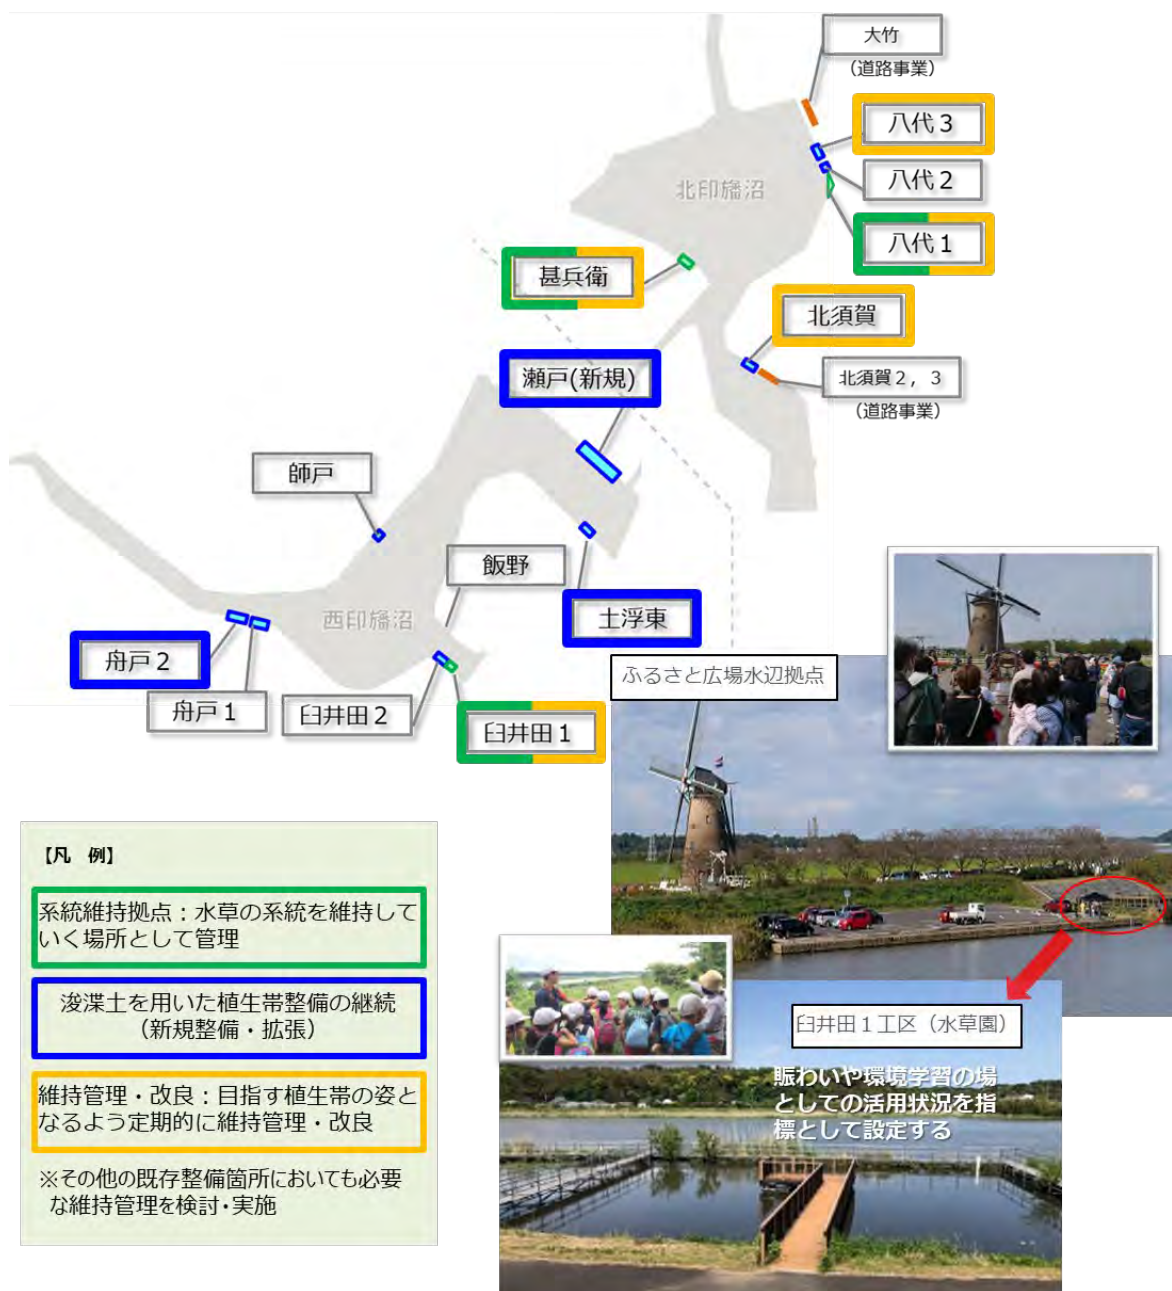 大竹
（道路事業）
八代３
八代２
北印旛沼
八代１
甚兵衛
北須賀
瀬戸(新規)
北須賀２，３
（道路事業）
師戸
飯野
西印旛沼
土浮東
舟戸２
舟戸１
臼井田２
臼井田１
ふるさと広場水辺拠点
【凡　例】
系統維持拠点：水草の系統を維持して
いく場所として管理
浚渫土を用いた植生帯整備の継続
（新規整備・拡張）
維持管理・改良：目指す植生帯の姿と
なるよう定期的に維持管理・改良
※その他の既存整備箇所においても必要
な維持管理を検討・実施
臼井田１工区（水草園）
賑わいや環境学習の場
としての活用状況を指
標として設定する